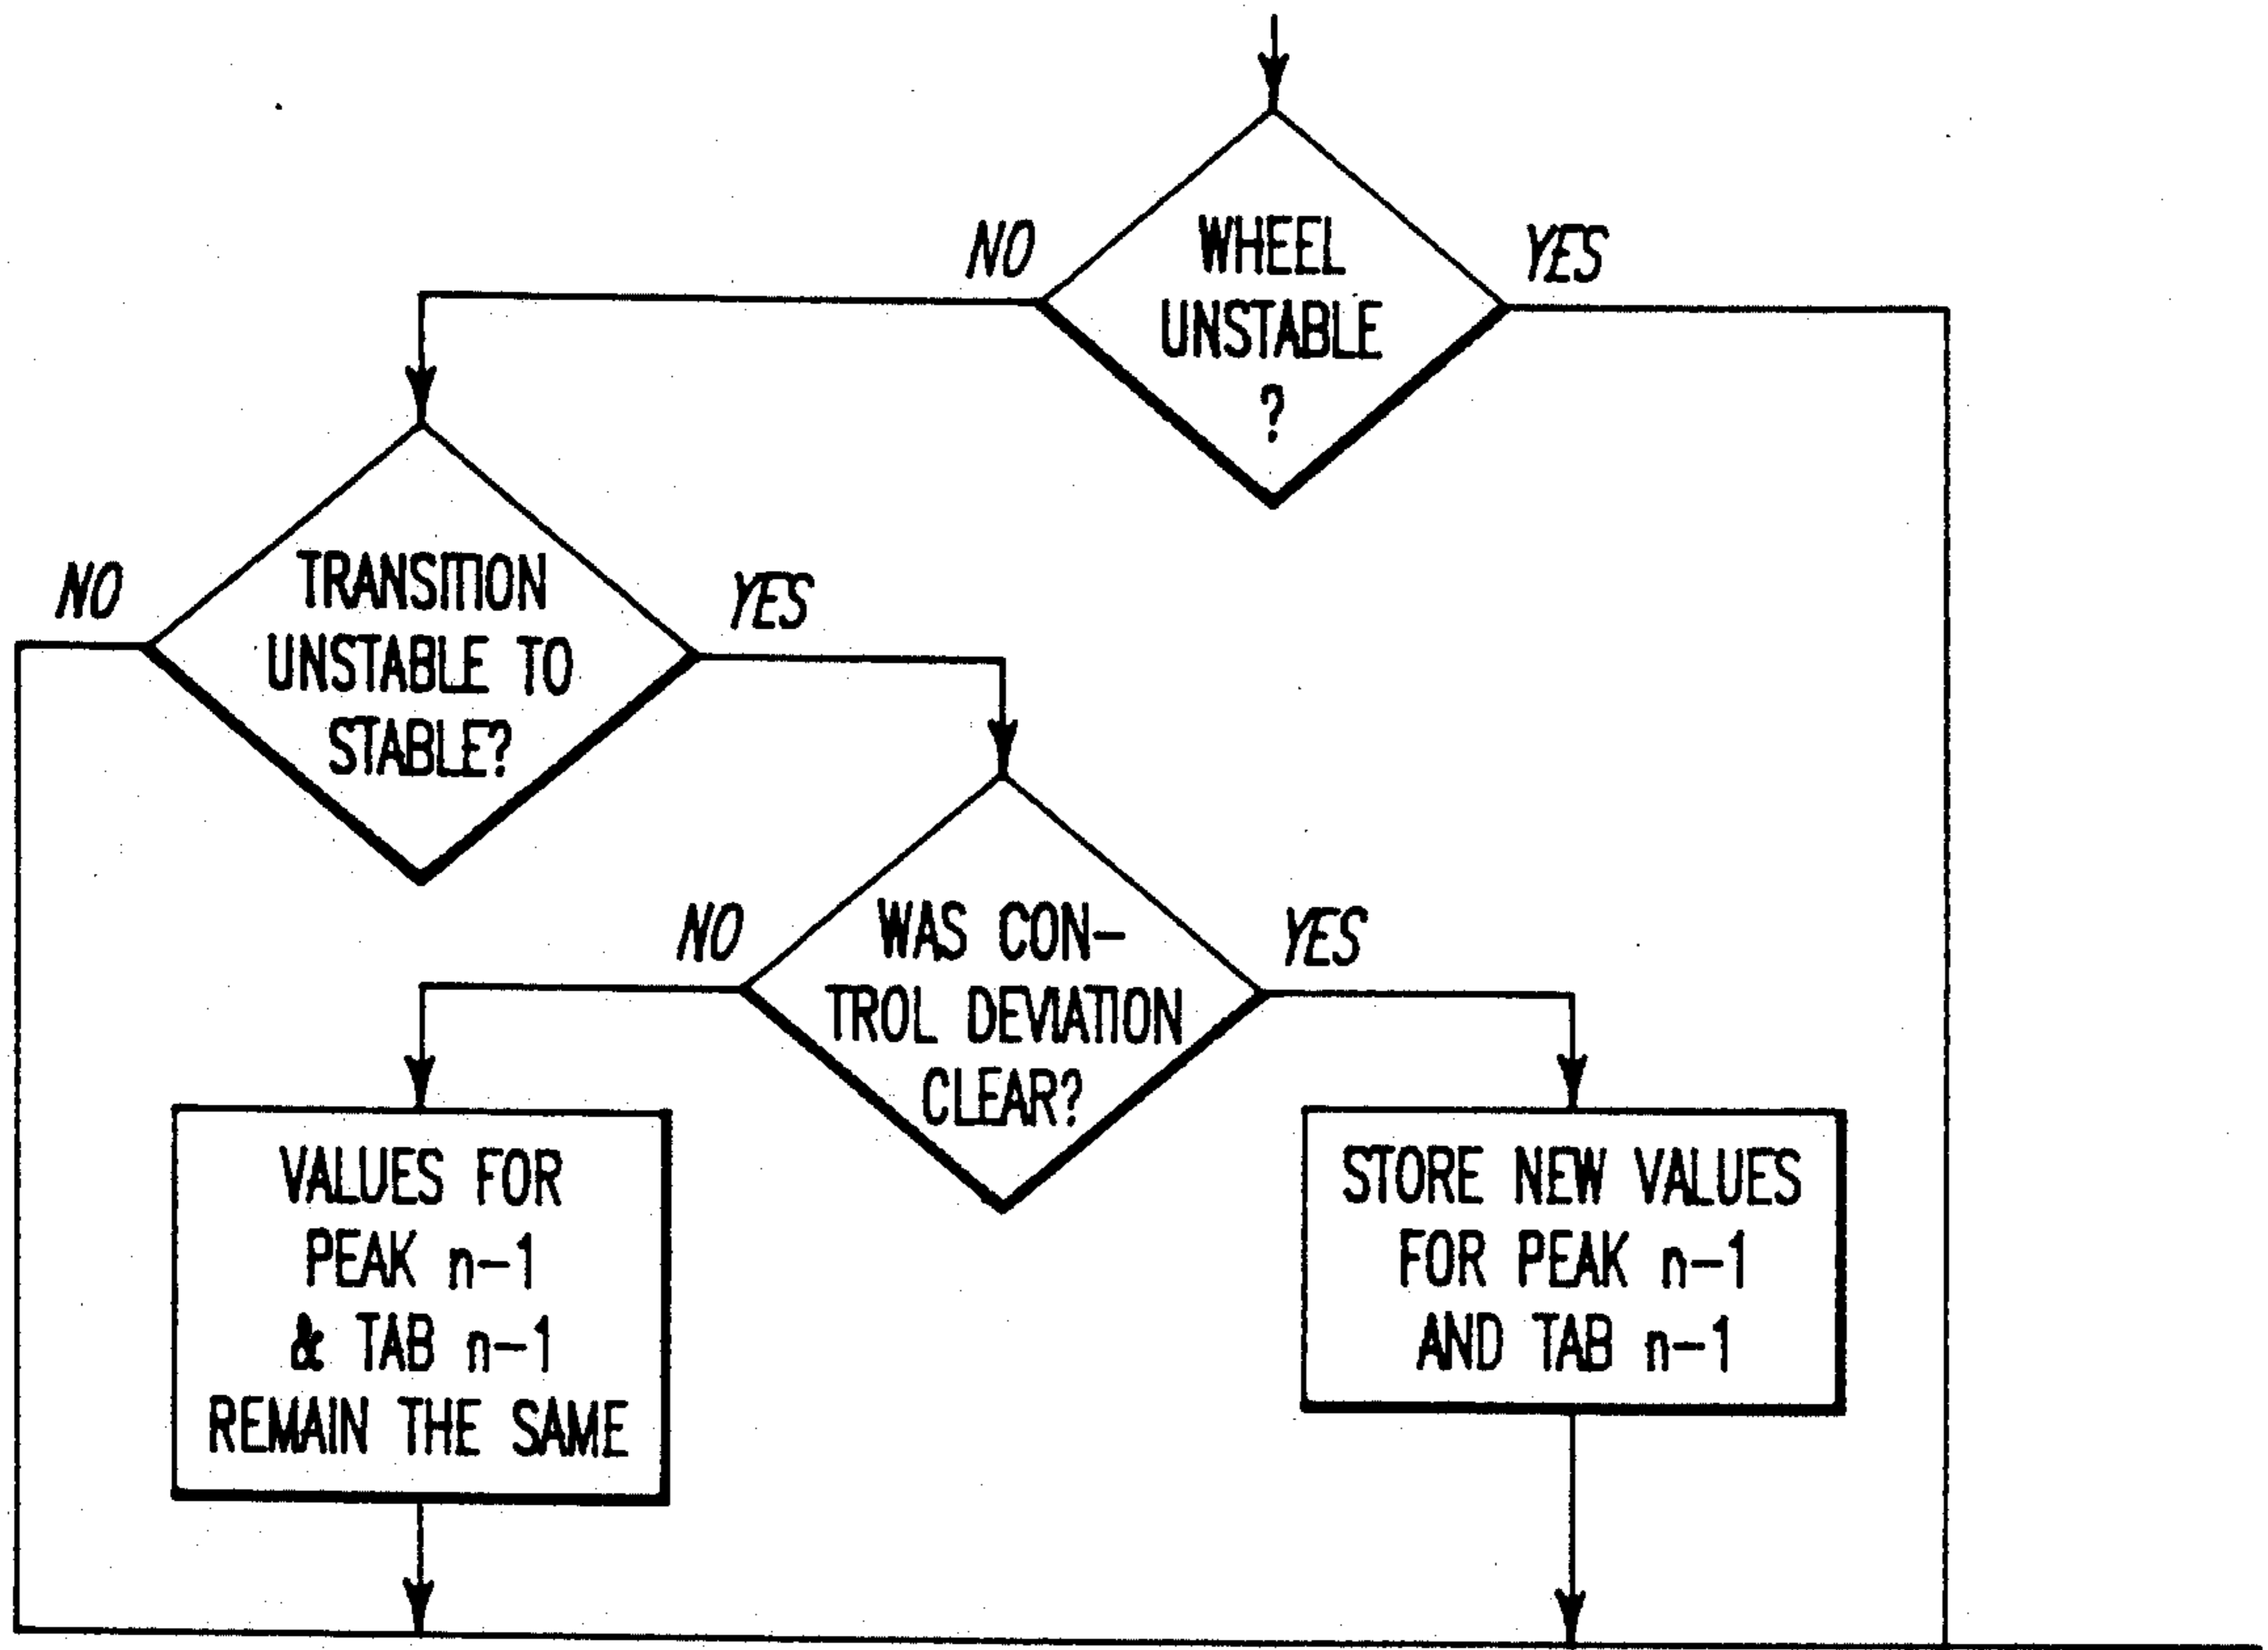 NO
WHEEL
UNSTABLE
?
YES
NO
TRANSITION
UNSTABLE TO
STABLE?
YES
NO
WAS CON-
TROL DEVIATION
CLEAR?
YES
VALUES FOR
PEAK n-1
& TAB n-1
REMAIN THE SAME
STORE NEW VALUES
FOR PEAK n-1
AND TAB n-1